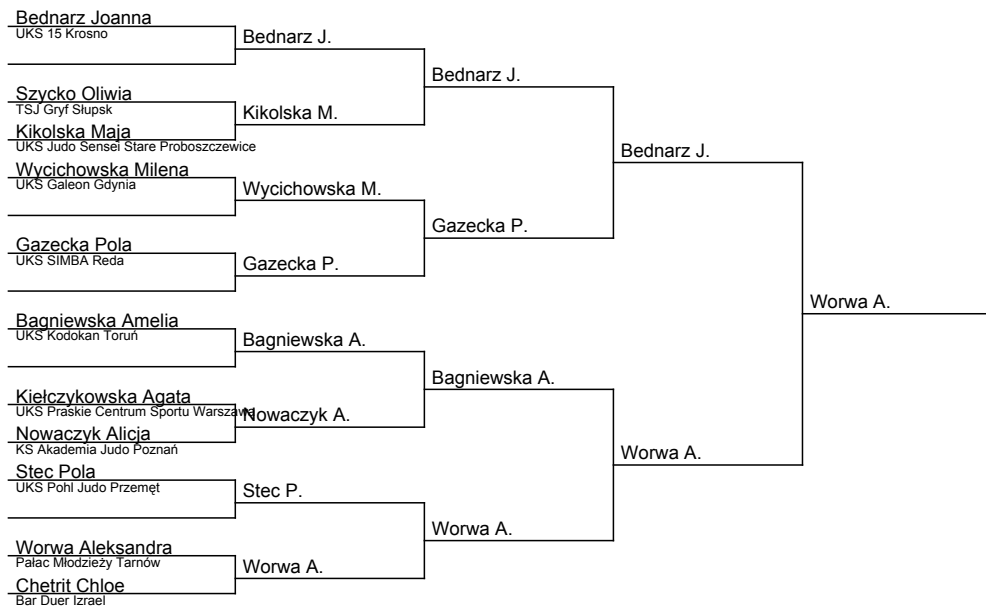 Bednarz Joanna
UKS 15 Krosno
Szycko Oliwia
TSJ Gryf Słupsk
Kikolska Maja
UKS Judo Sensei Stare Proboszczewice
Wycichowska Milena
UKS Galeon Gdynia
Gazecka Pola
UKS SIMBA Reda
Bagniewska Amelia
UKS Kodokan Toruń
Kiełczykowska Agata
UKS Praskie Centrum Sportu Warszawa
Nowaczyk Alicja
KS Akademia Judo Poznań
Stec Pola
UKS Pohl Judo Przemęt
Worwa Aleksandra
Pałac Młodzieży Tarnów
Chetrit Chloe
Bar Duer Izrael
Bednarz J.
Kikolska M.
Wycichowska M.
Gazecka P.
Bagniewska A.
Nowaczyk A.
Stec P.
Worwa A.
Bednarz J.
Gazecka P.
Bagniewska A.
Worwa A.
Bednarz J.
Worwa A.
Worwa A.